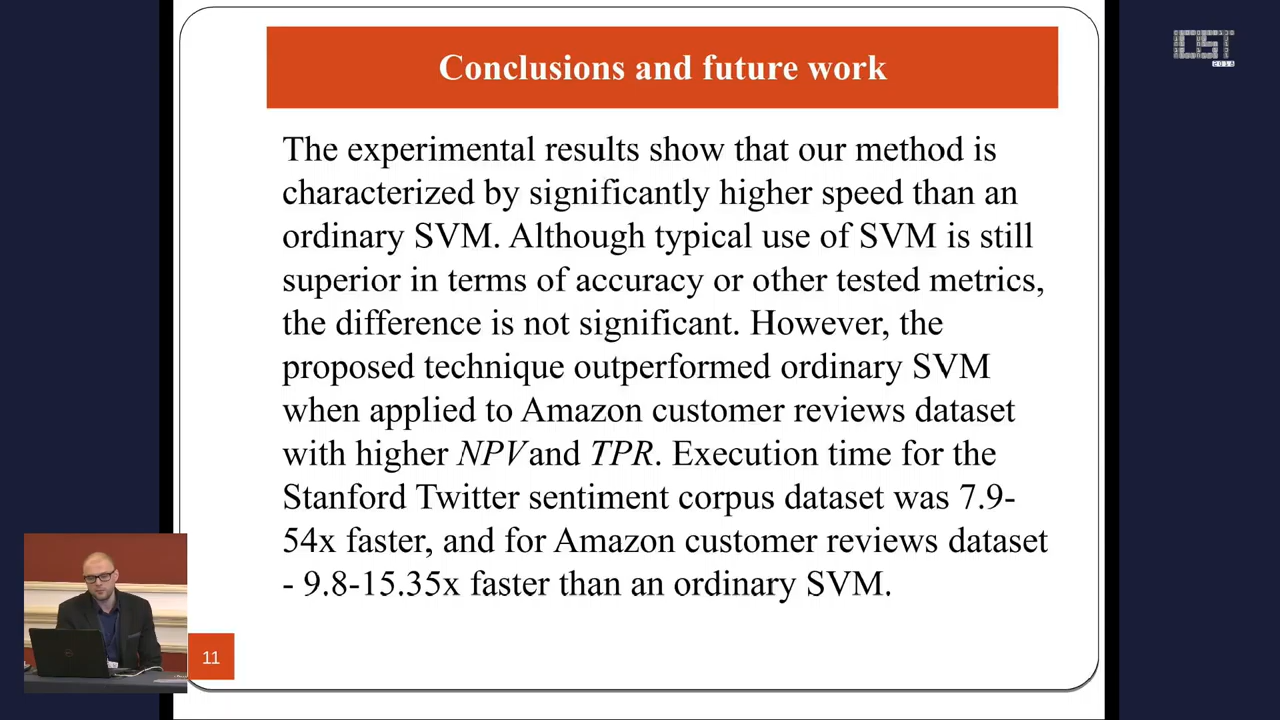 Conclusions and future work
The experimental results show that our method is
characterized by significantly higher speed than an
ordinary SVM. Although typical use of SVM is still
superior in terms of accuracy or other tested metrics,
the difference is not significant. However, the
proposed technique outperformed ordinary SVM
when applied to Amazon customer reviews dataset
with higher NPV and TPR. Execution time for the
Stanford Twitter sentiment corpus dataset was 7.9-
54x faster, and for Amazon customer reviews dataset
- 9.8-15.35x faster than an ordinary SVM.
11
ICIST
2018